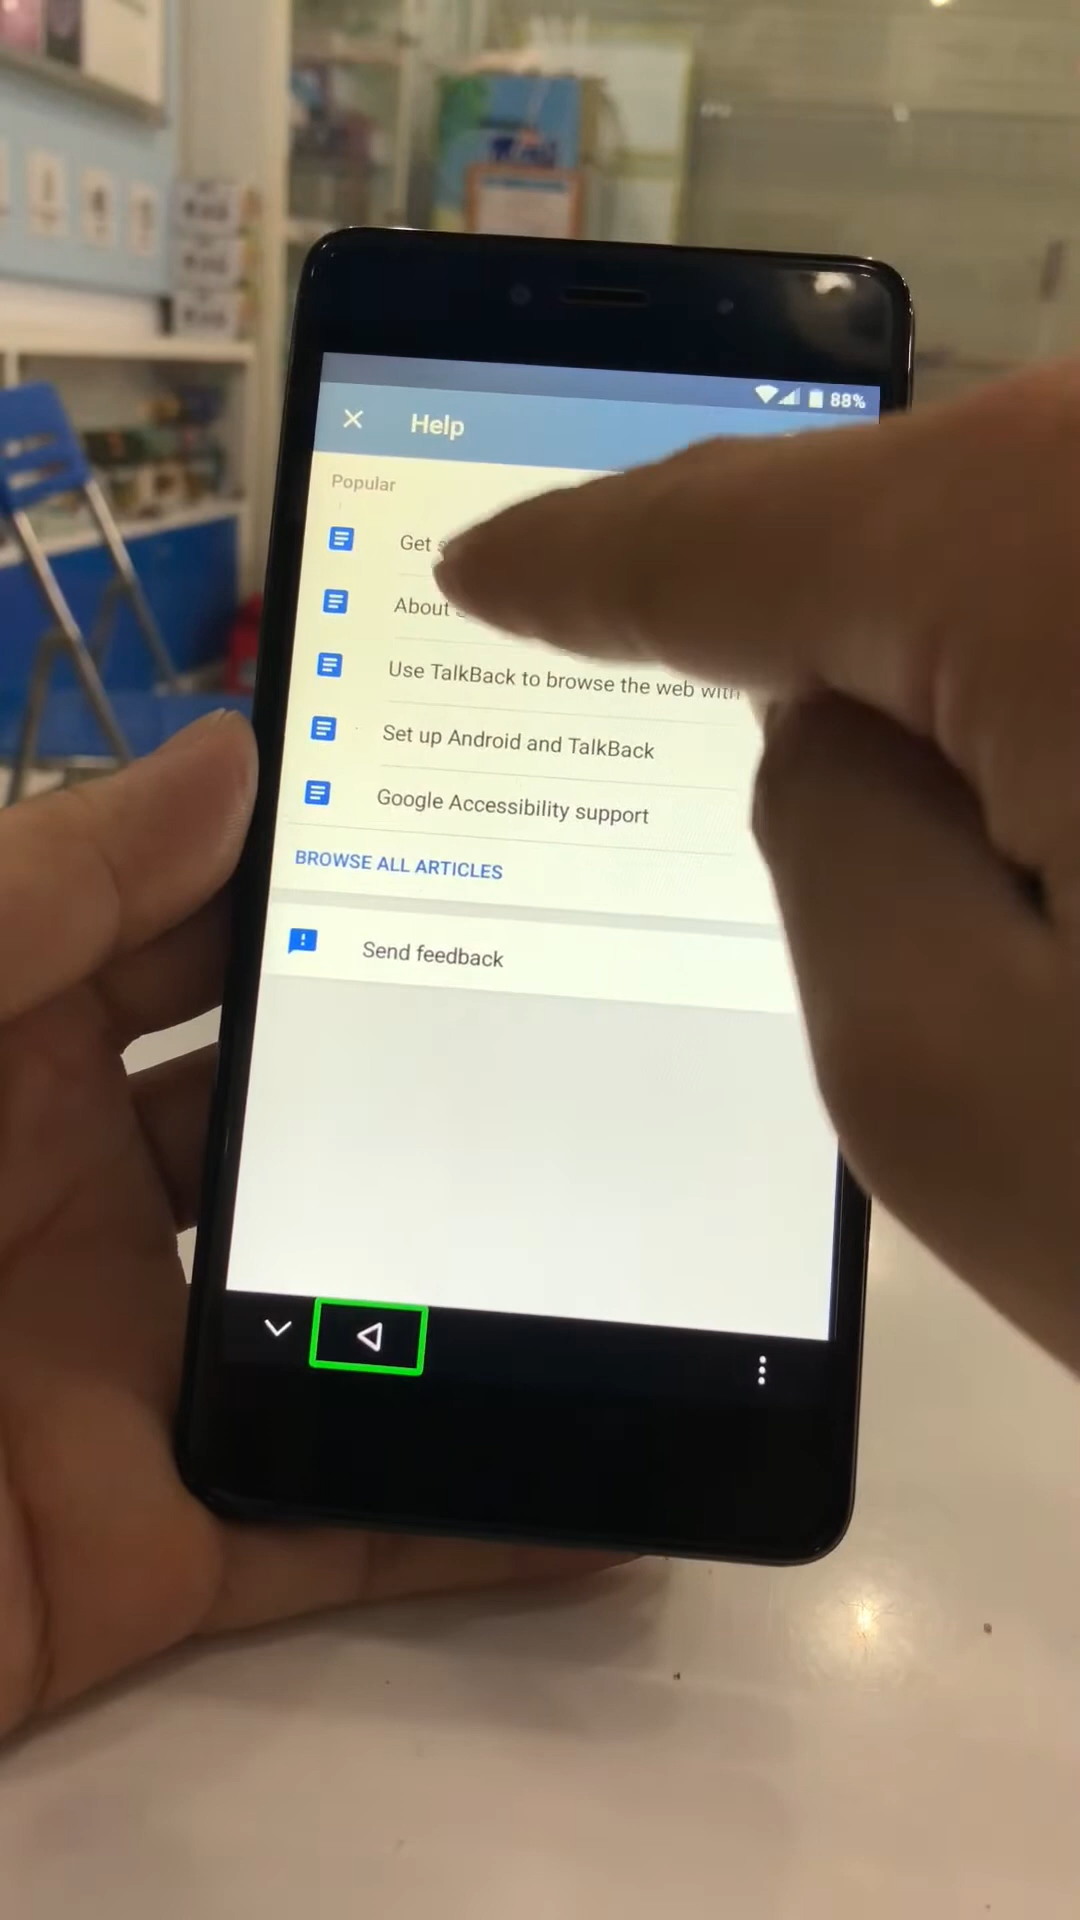 88%
Help
Popular
Get
About
Use TalkBack to browse the web with
Set up Android and TalkBack
Google Accessibility support
BROWSE ALL ARTICLES
Send feedback